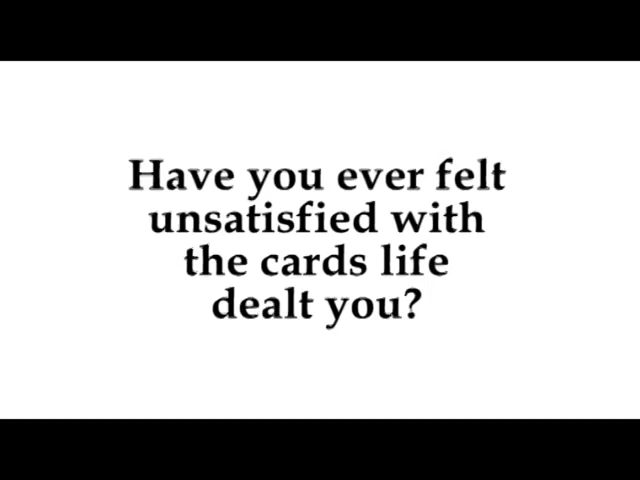 Have you ever felt
unsatisfied with
the cards life
dealt you?